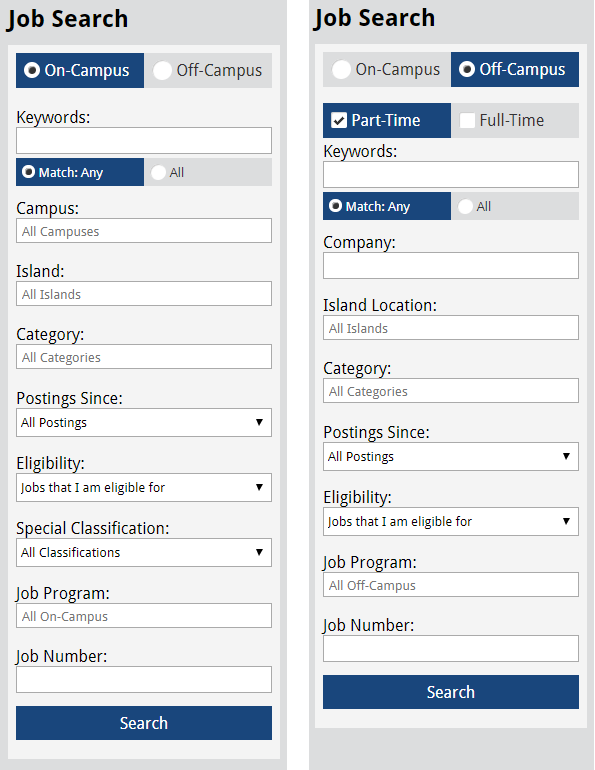 Job Search
On-Campus Off-Campus
Keywords:
Match: Any All
Campus:
All Campuses
Island:
All Islands
Category:
All Categories
Postings Since:
All Postings
Eligibility:
Jobs that I am eligible for
Special Classification:
All Classifications
Job Program:
All On-Campus
Job Number:
Search
Job Search
On-Campus Off-Campus
Part-Time Full-Time
Keywords:
Match: Any All
Company:
Island Location:
All Islands
Category:
All Categories
Postings Since:
All Postings
Eligibility:
Jobs that I am eligible for
Job Program:
All Off-Campus
Job Number:
Search